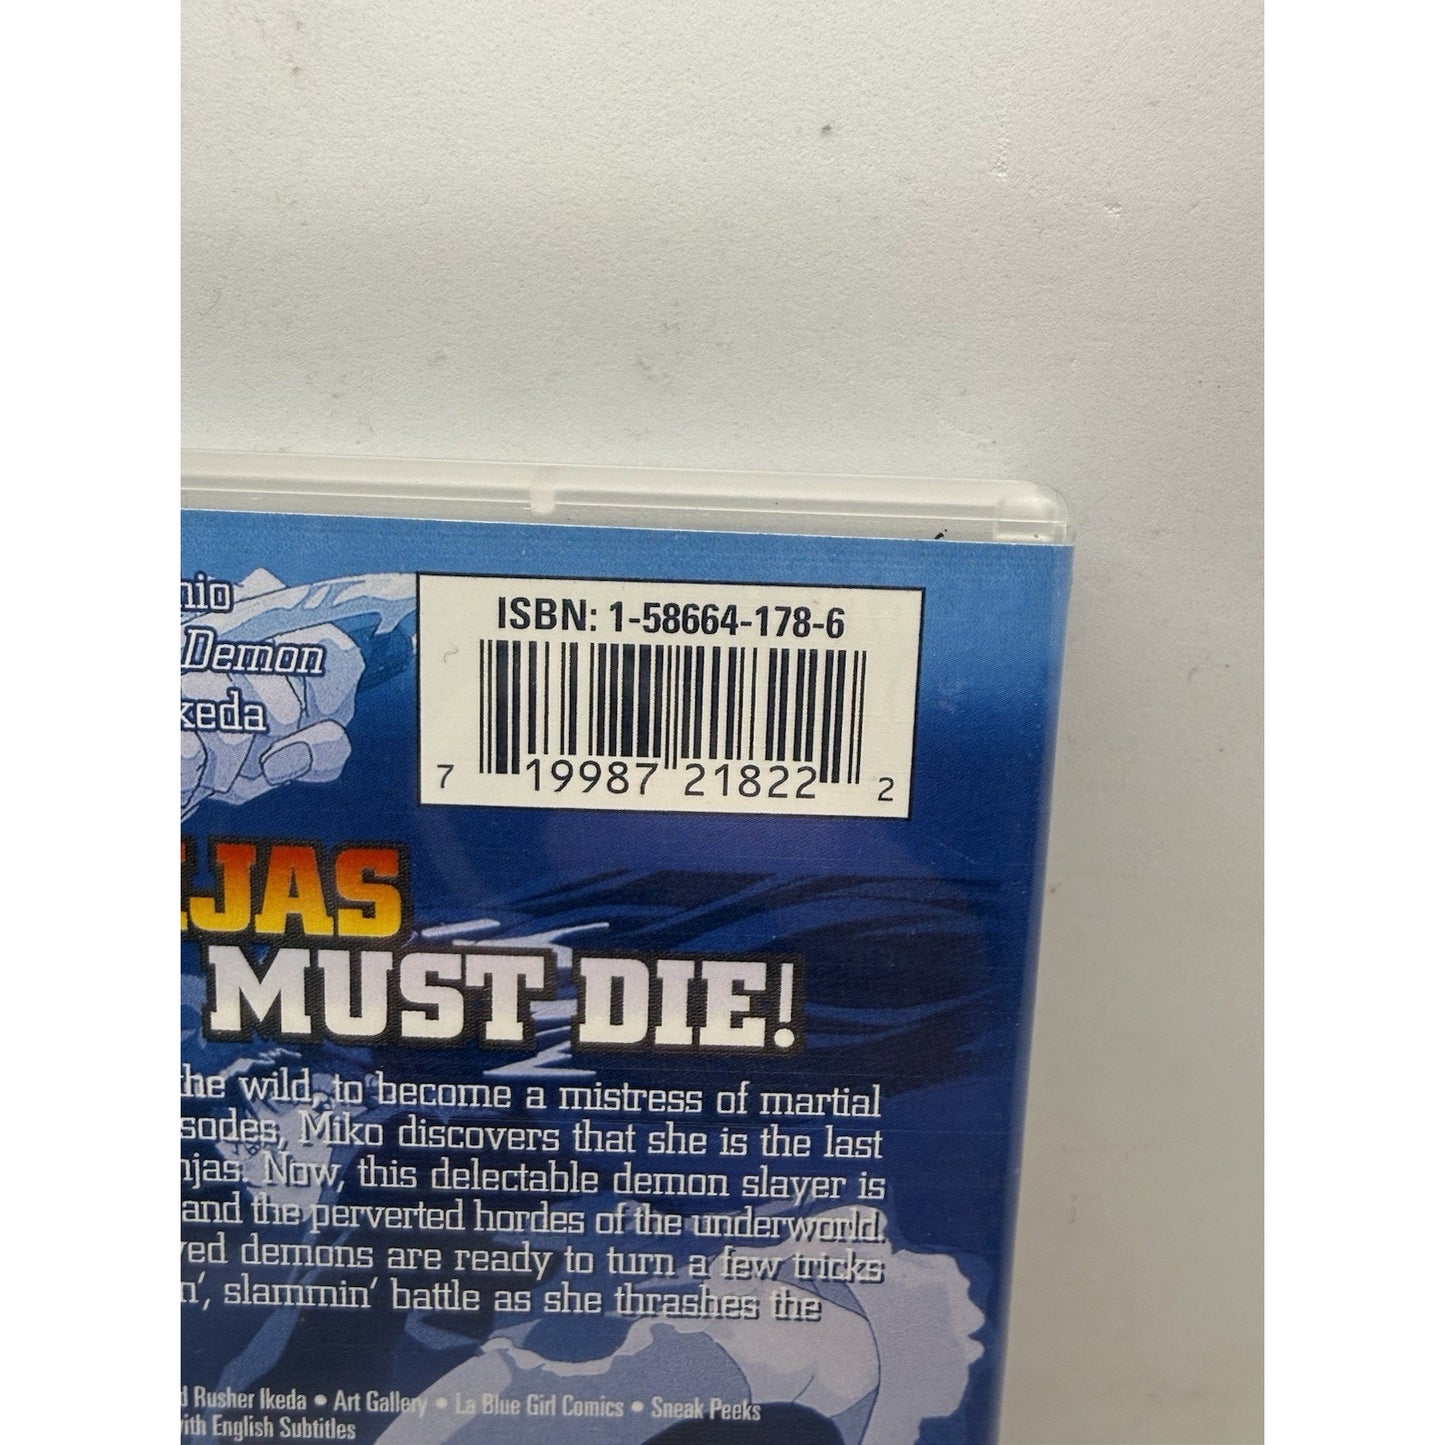 nio
ISBN: 1-58664-178-6
Demon
keda
7 19987 21822 2
JAS
MUST DIE!
the wild, to become a mistress of martial
sodes, Miko discovers that she is the last
njas. Now, this delectable demon slayer is
and the perverted hordes of the underworld.
ved demons are ready to turn a few tricks
n', slammin' battle as she thrashes the
d Rusher Ikeda • Art Gallery • La Blue Girl Comics • Sneak Peeks
with English Subtitles